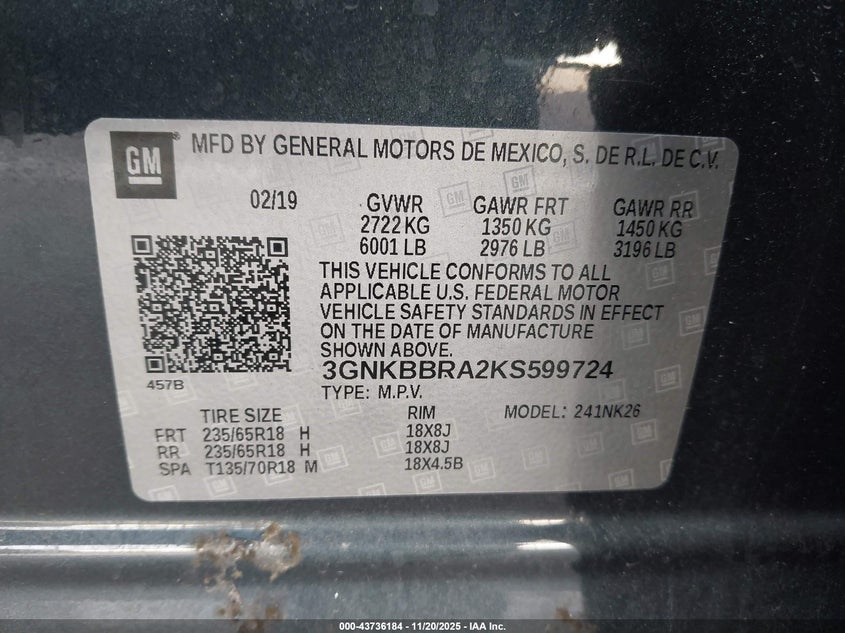 GM ® MFD BY GENERAL MOTORS DE MEXICO, S. DE R.L. DE C.V.
02/19 GVWR GAWR FRT GAWR RR
2722 KG 1350 KG 1450 KG
6001 LB 2976 LB 3196 LB
THIS VEHICLE CONFORMS TO ALL
APPLICABLE U.S. FEDERAL MOTOR
VEHICLE SAFETY STANDARDS IN EFFECT
ON THE DATE OF MANUFACTURE
SHOWN ABOVE.
3GNKBBRA2KS599724
457B TYPE: M.P.V.
TIRE SIZE RIM MODEL: 241NK26
FRT 235/65R18 H 18X8J
RR 235/65R18 H 18X8J
SPA T135/70R18 M 18X4.5B
000-43736184 - 11/20/2025 - IAA Inc.